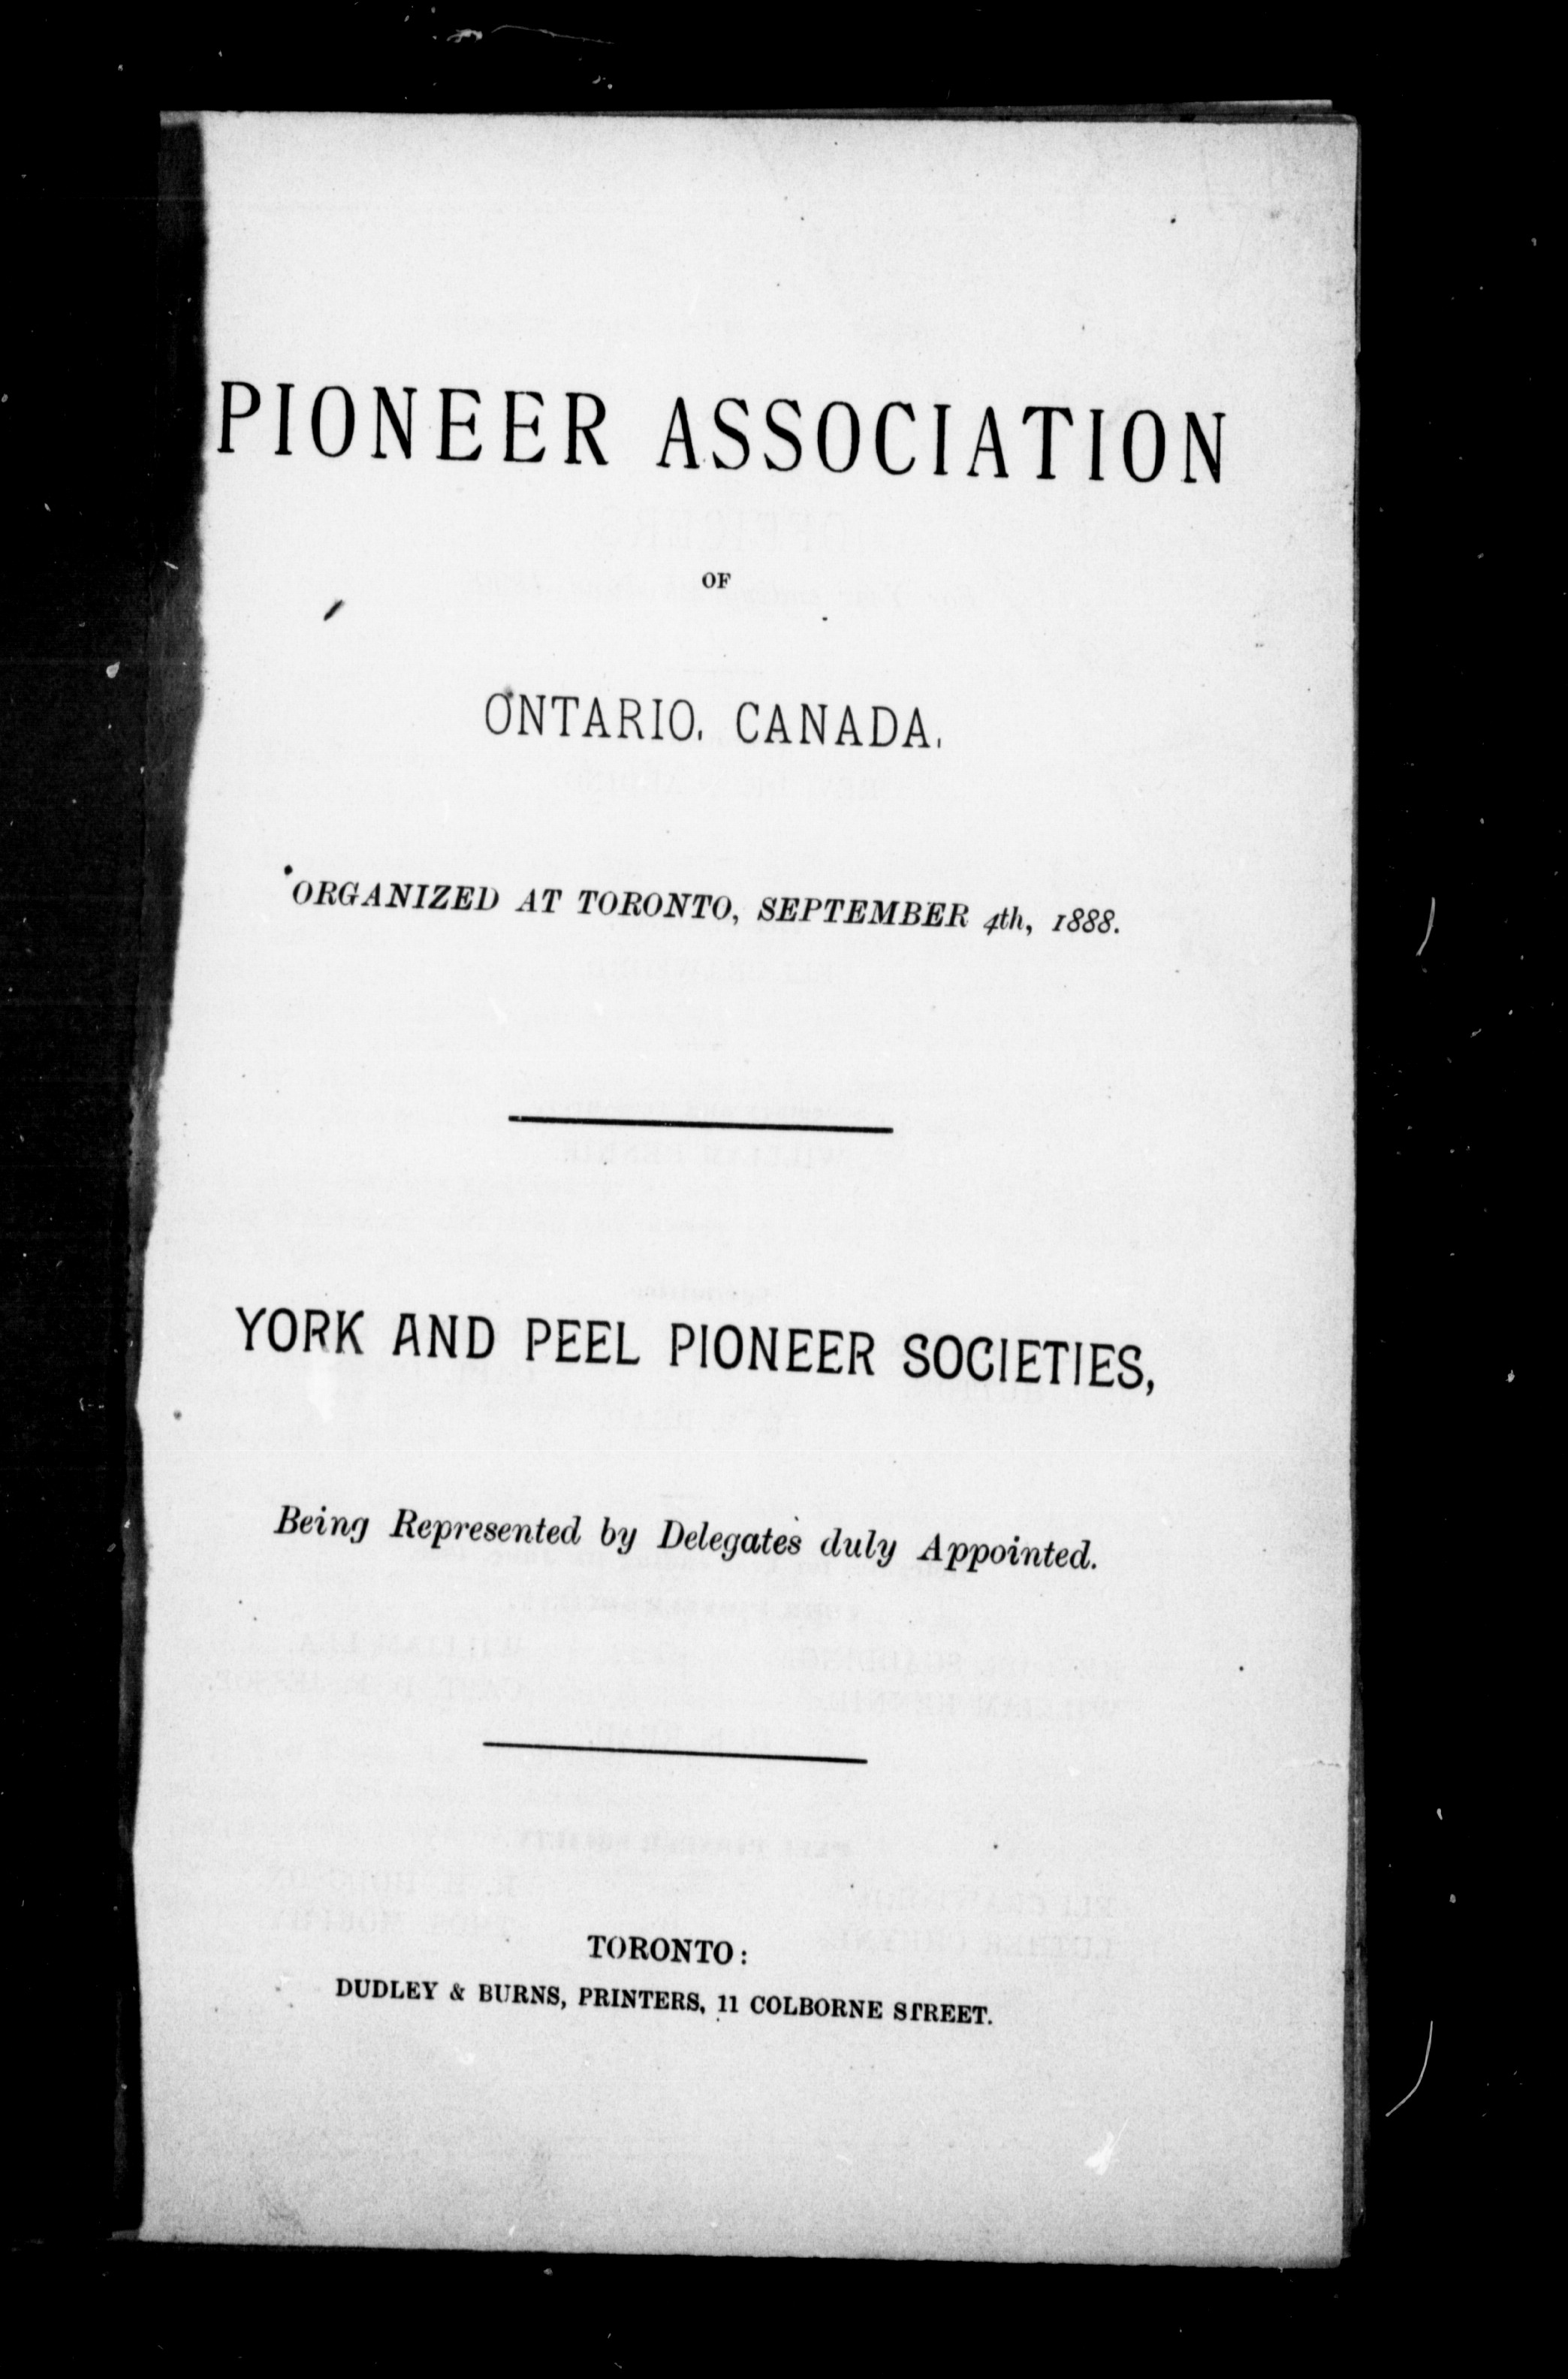 PIONEER ASSOCIATION
OF
ONTARIO, CANADA,
ORGANIZED AT TORONTO, SEPTEMBER 4th, 1888.
YORK AND PEEL PIONEER SOCIETIES,
Being Represented by Delegates duly Appointed.
TORONTO:
DUDLEY & BURNS, PRINTERS, 11 COLBORNE STREET.